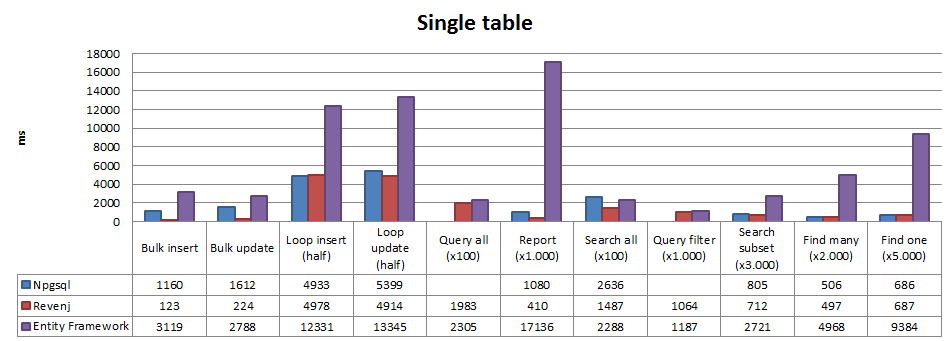 Single table
18000
16000
14000
12000
10000
8000
6000
4000
2000
0
ms
Bulk insert
Bulk update
Loop insert
(half)
Loop
update
(half)
Query all
(x100)
Report
(x1.000)
Search all
(x100)
Query filter
(x1.000)
Search
subset
(x3.000)
Find many
(x2.000)
Find one
(x5.000)
Npgsql 1160 1612 4933 5399 1080 2636 805 506 686
Revenj 123 224 4978 4914 1983 410 1487 1064 712 497 687
Entity Framework 3119 2788 12331 13345 2305 17136 2288 1187 2721 4968 9384